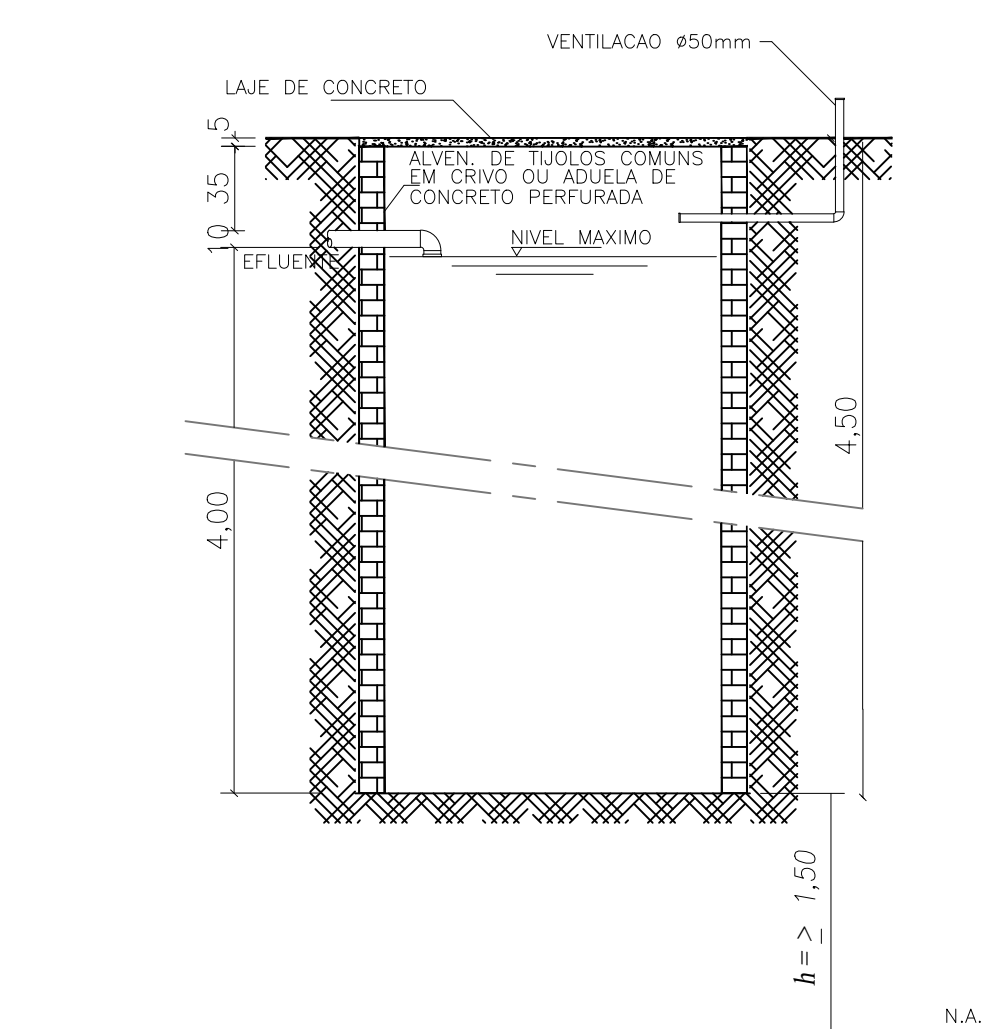 VENTILACAO ø50mm
LAJE DE CONCRETO
5
ALVEN. DE TIJOLOS COMUNS
EM CRIVO OU ADUELA DE
CONCRETO PERFURADA
35
10
NIVEL MAXIMO
EFLUENTE
4,50
4,00
h = ≥ 1,50
N.A.